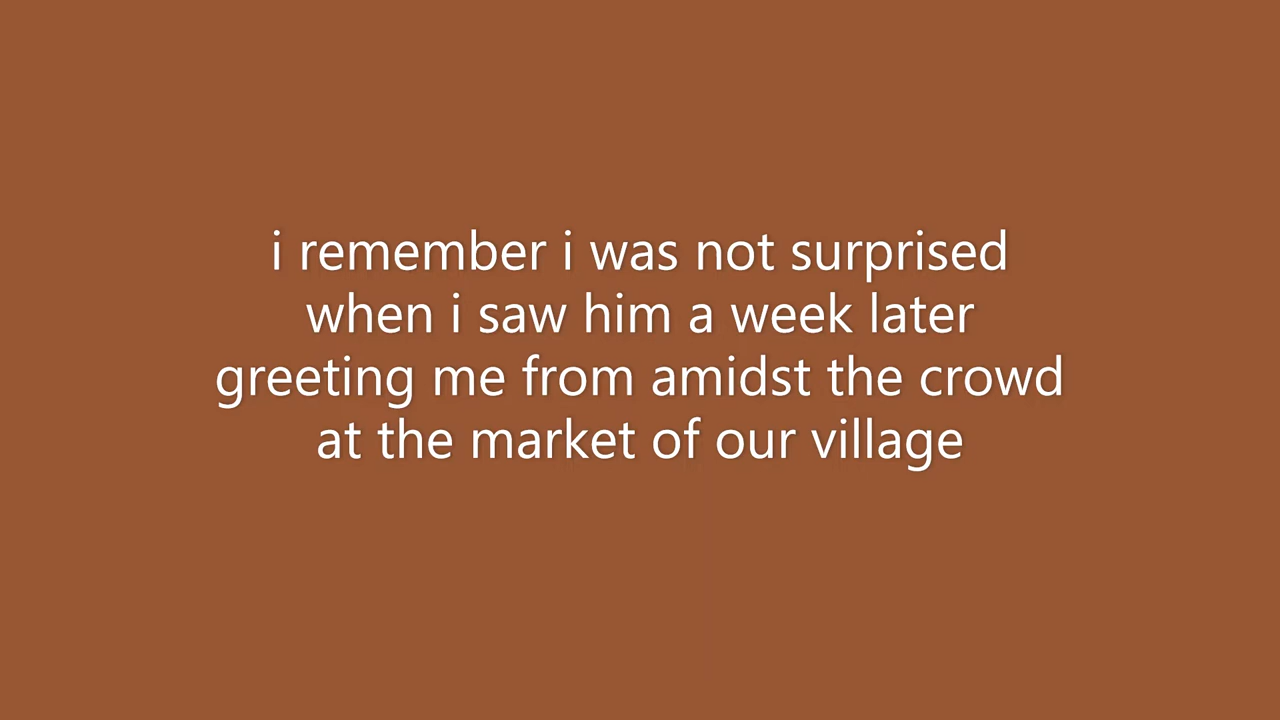 i remember i was not surprised
when i saw him a week later
greeting me from amidst the crowd
at the market of our village